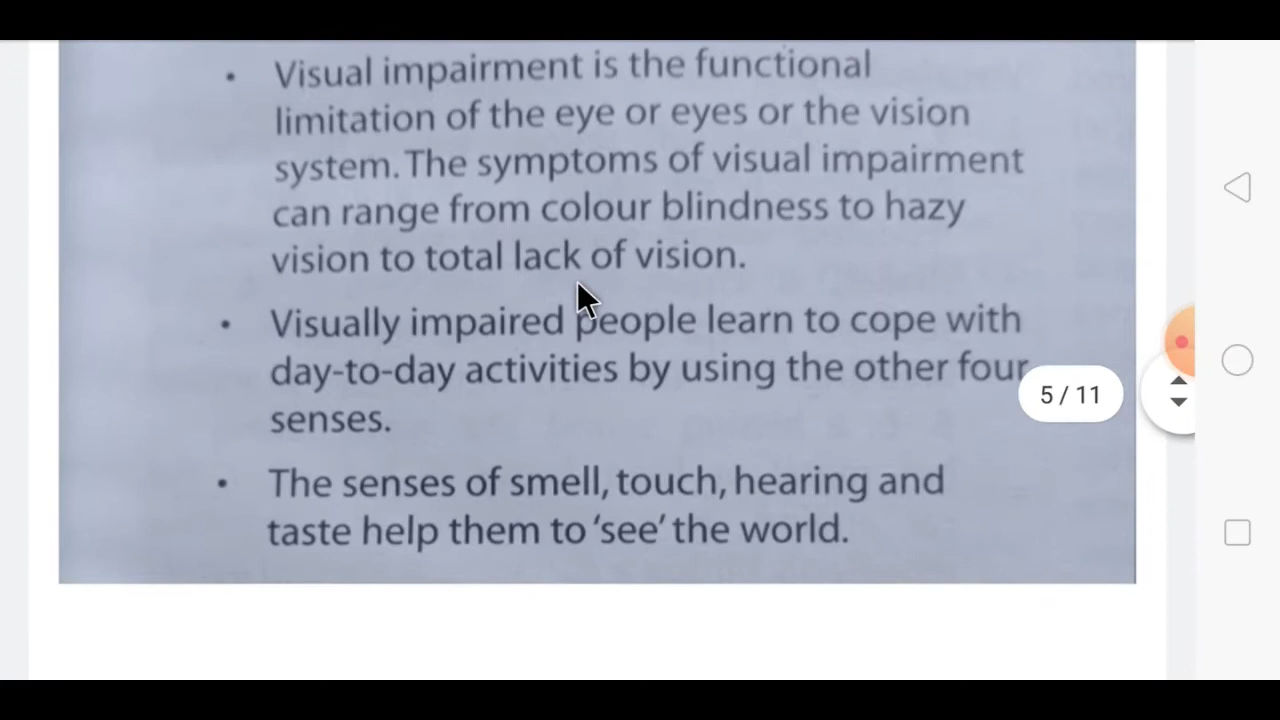 • Visual impairment is the functional
limitation of the eye or eyes or the vision
system. The symptoms of visual impairment
can range from colour blindness to hazy
vision to total lack of vision.
• Visually impaired people learn to cope with
day-to-day activities by using the other four
senses.
5 / 11
• The senses of smell, touch, hearing and
taste help them to ‘see’ the world.